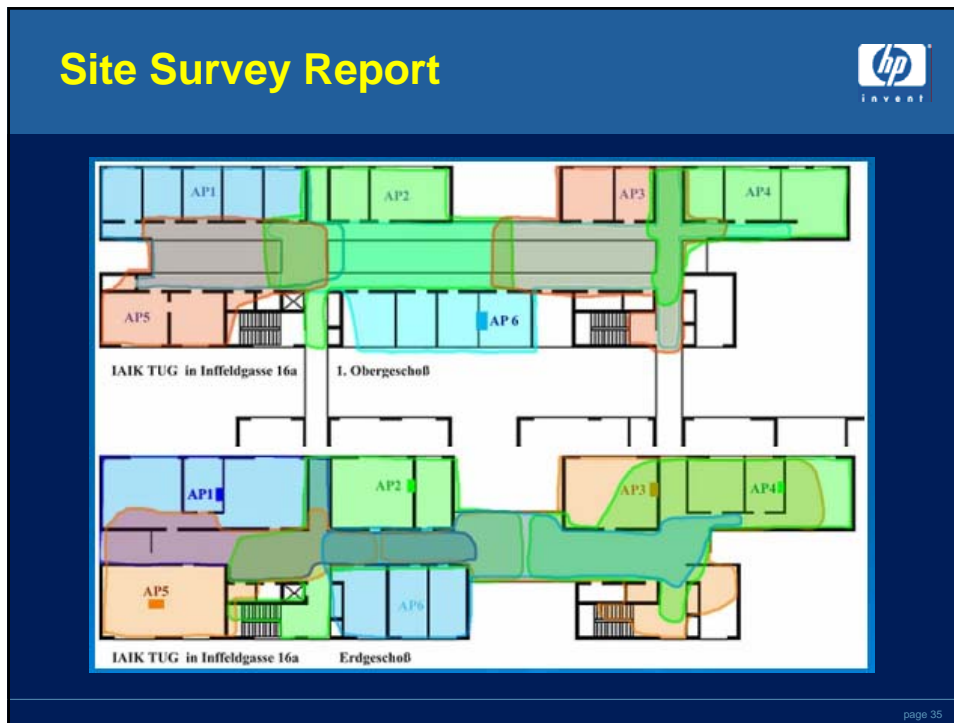 Site Survey Report
hp
invent
AP1
AP2
AP3
AP4
AP5
AP 6
IAIK TUG in Inffeldgasse 16a
1. Obergeschoß
AP1
AP2
AP3
AP4
AP5
AP6
IAIK TUG in Inffeldgasse 16a
Erdgeschoß
page 35